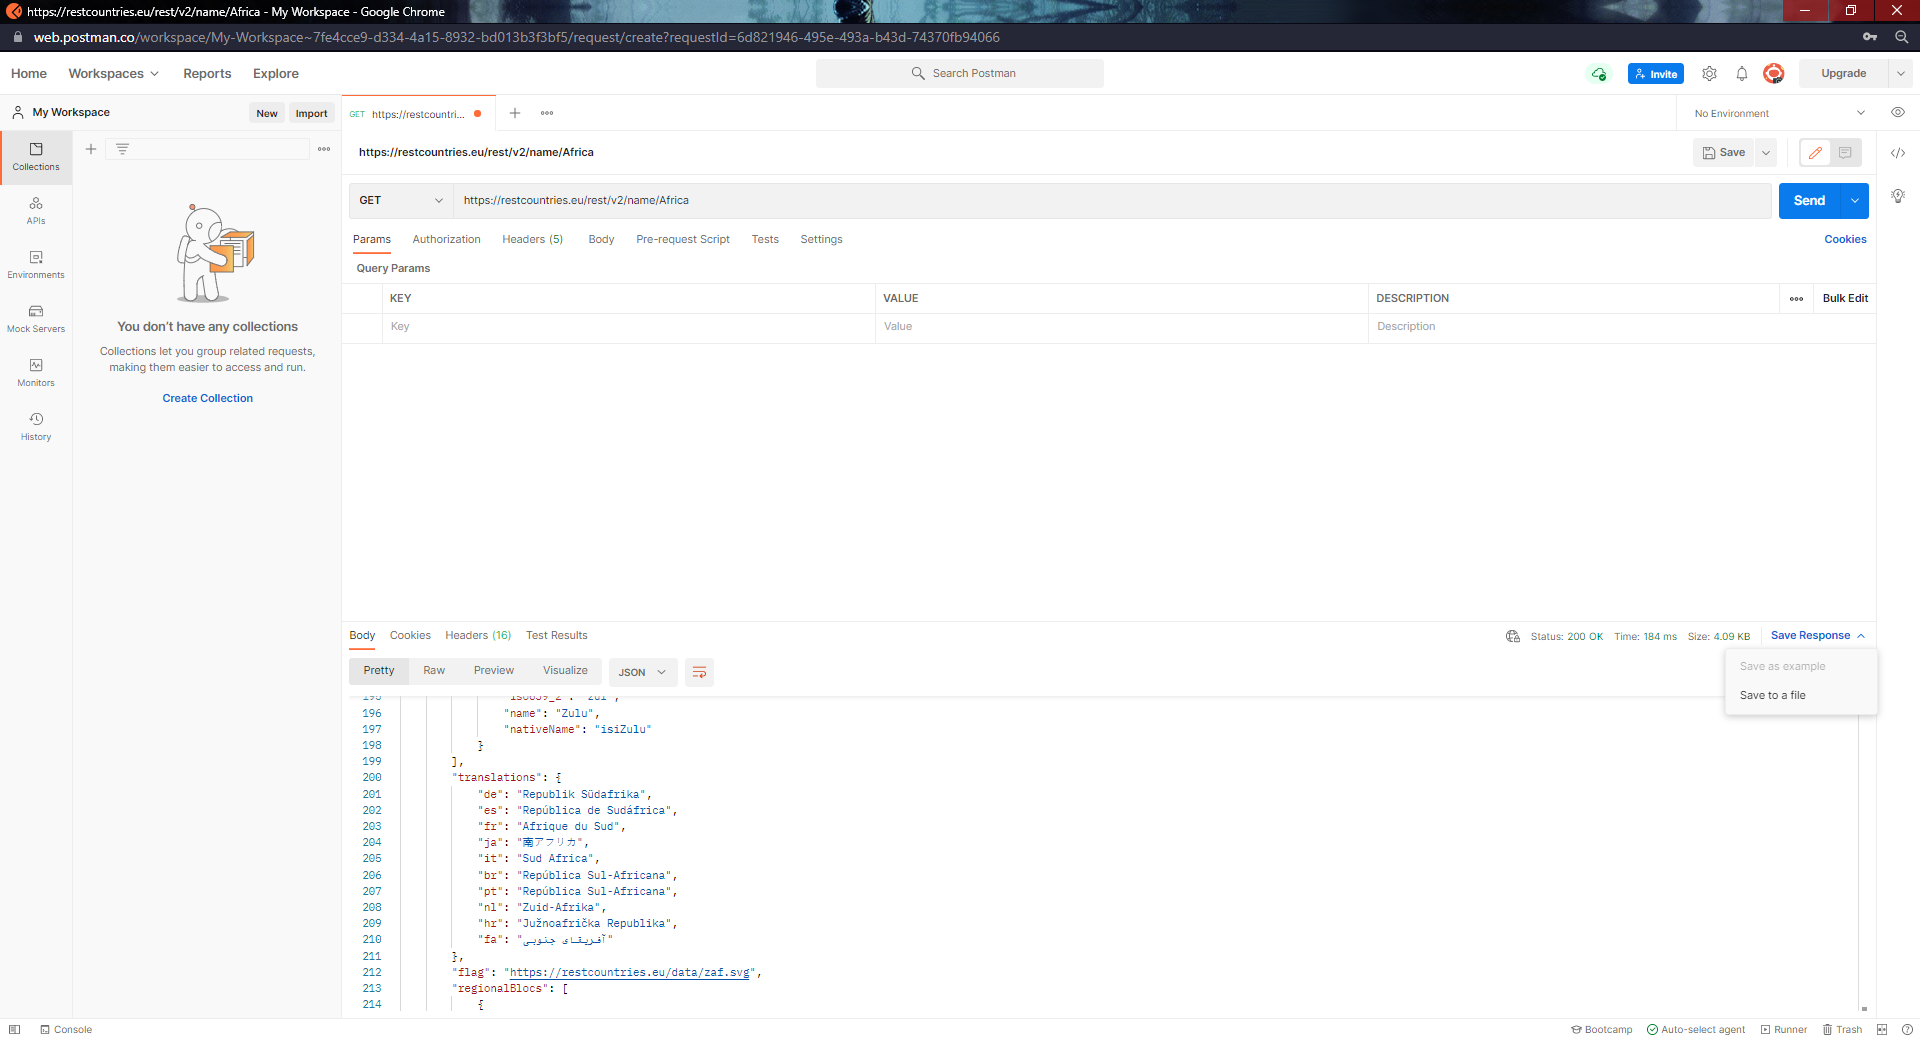 https://restcountries.eu/rest/v2/name/Africa - My Workspace - Google Chrome
web.postman.co/workspace/My-Workspace~7fe4cce9-d334-4a15-8932-bd013b3f3bf5/request/create?requestId=6d821946-495e-493a-b43d-74370fb94066
Home Workspaces Reports Explore Search Postman Invite Upgrade
My Workspace New Import GET https://restcountri... No Environment
Collections
APIs
Environments
Mock Servers
Monitors
History
You don't have any collections
Collections let you group related requests,
making them easier to access and run.
Create Collection
https://restcountries.eu/rest/v2/name/Africa Save
GET https://restcountries.eu/rest/v2/name/Africa Send
Params Authorization Headers (5) Body Pre-request Script Tests Settings Cookies
Query Params
KEY VALUE DESCRIPTION Bulk Edit
Key Value Description
Body Cookies Headers (16) Test Results Status: 200 OK Time: 184 ms Size: 4.09 KB Save Response
Pretty Raw Preview Visualize JSON
Save as example
Save to a file
195 "iso639_2": "zul",
196 "name": "Zulu",
197 "nativeName": "isiZulu"
198 }
199 ],
200 "translations": {
201 "de": "Republik Südafrika",
202 "es": "República de Sudáfrica",
203 "fr": "Afrique du Sud",
204 "ja": "南アフリカ",
205 "it": "Sud Africa",
206 "br": "República Sul-Africana",
207 "pt": "República Sul-Africana",
208 "nl": "Zuid-Afrika",
209 "hr": "Južnoafrička Republika",
210 "fa": "آفریقای جنوبی"
211 },
212 "flag": "https://restcountries.eu/data/zaf.svg",
213 "regionalBlocs": [
214 {
Console Bootcamp Auto-select agent Runner Trash